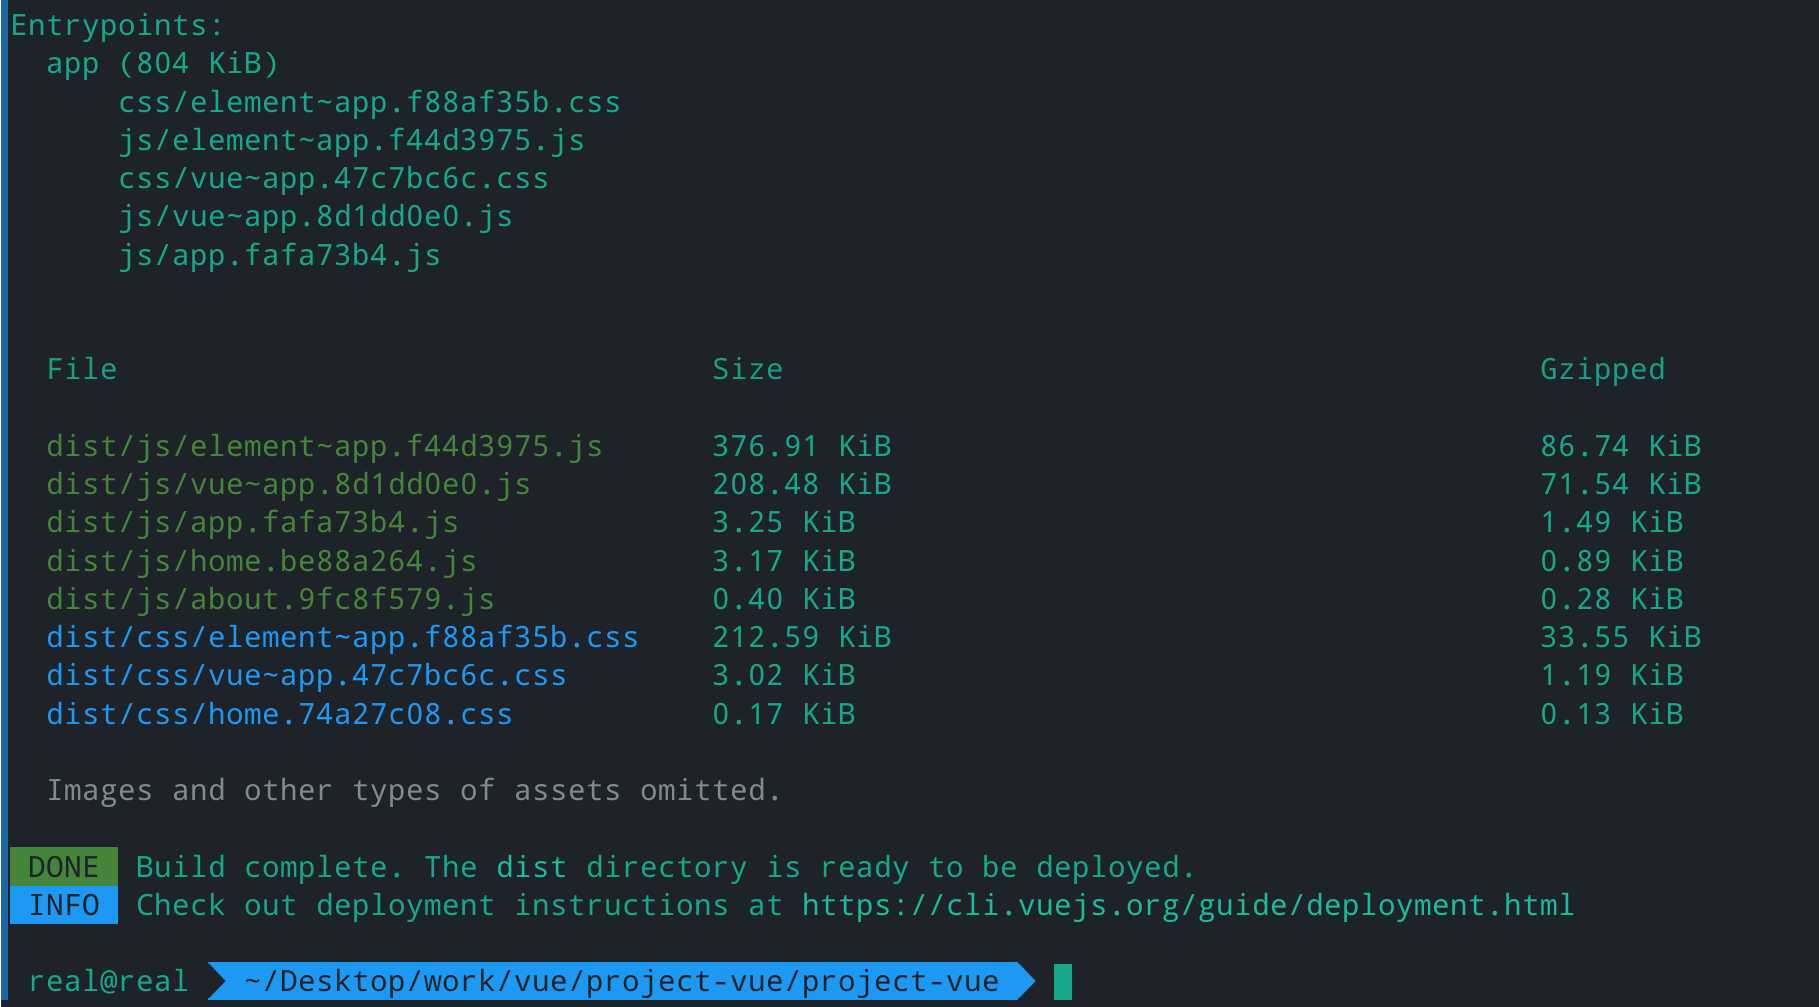 Entrypoints:
app (804 KiB)
css/element~app.f88af35b.css
js/element~app.f44d3975.js
css/vue~app.47c7bc6c.css
js/vue~app.8d1dd0e0.js
js/app.fafa73b4.js
File Size Gzipped
dist/js/element~app.f44d3975.js 376.91 KiB 86.74 KiB
dist/js/vue~app.8d1dd0e0.js 208.48 KiB 71.54 KiB
dist/js/app.fafa73b4.js 3.25 KiB 1.49 KiB
dist/js/home.be88a264.js 3.17 KiB 0.89 KiB
dist/js/about.9fc8f579.js 0.40 KiB 0.28 KiB
dist/css/element~app.f88af35b.css 212.59 KiB 33.55 KiB
dist/css/vue~app.47c7bc6c.css 3.02 KiB 1.19 KiB
dist/css/home.74a27c08.css 0.17 KiB 0.13 KiB
Images and other types of assets omitted.
DONE Build complete. The dist directory is ready to be deployed.
INFO Check out deployment instructions at https://cli.vuejs.org/guide/deployment.html
real@real ~/Desktop/work/vue/project-vue/project-vue